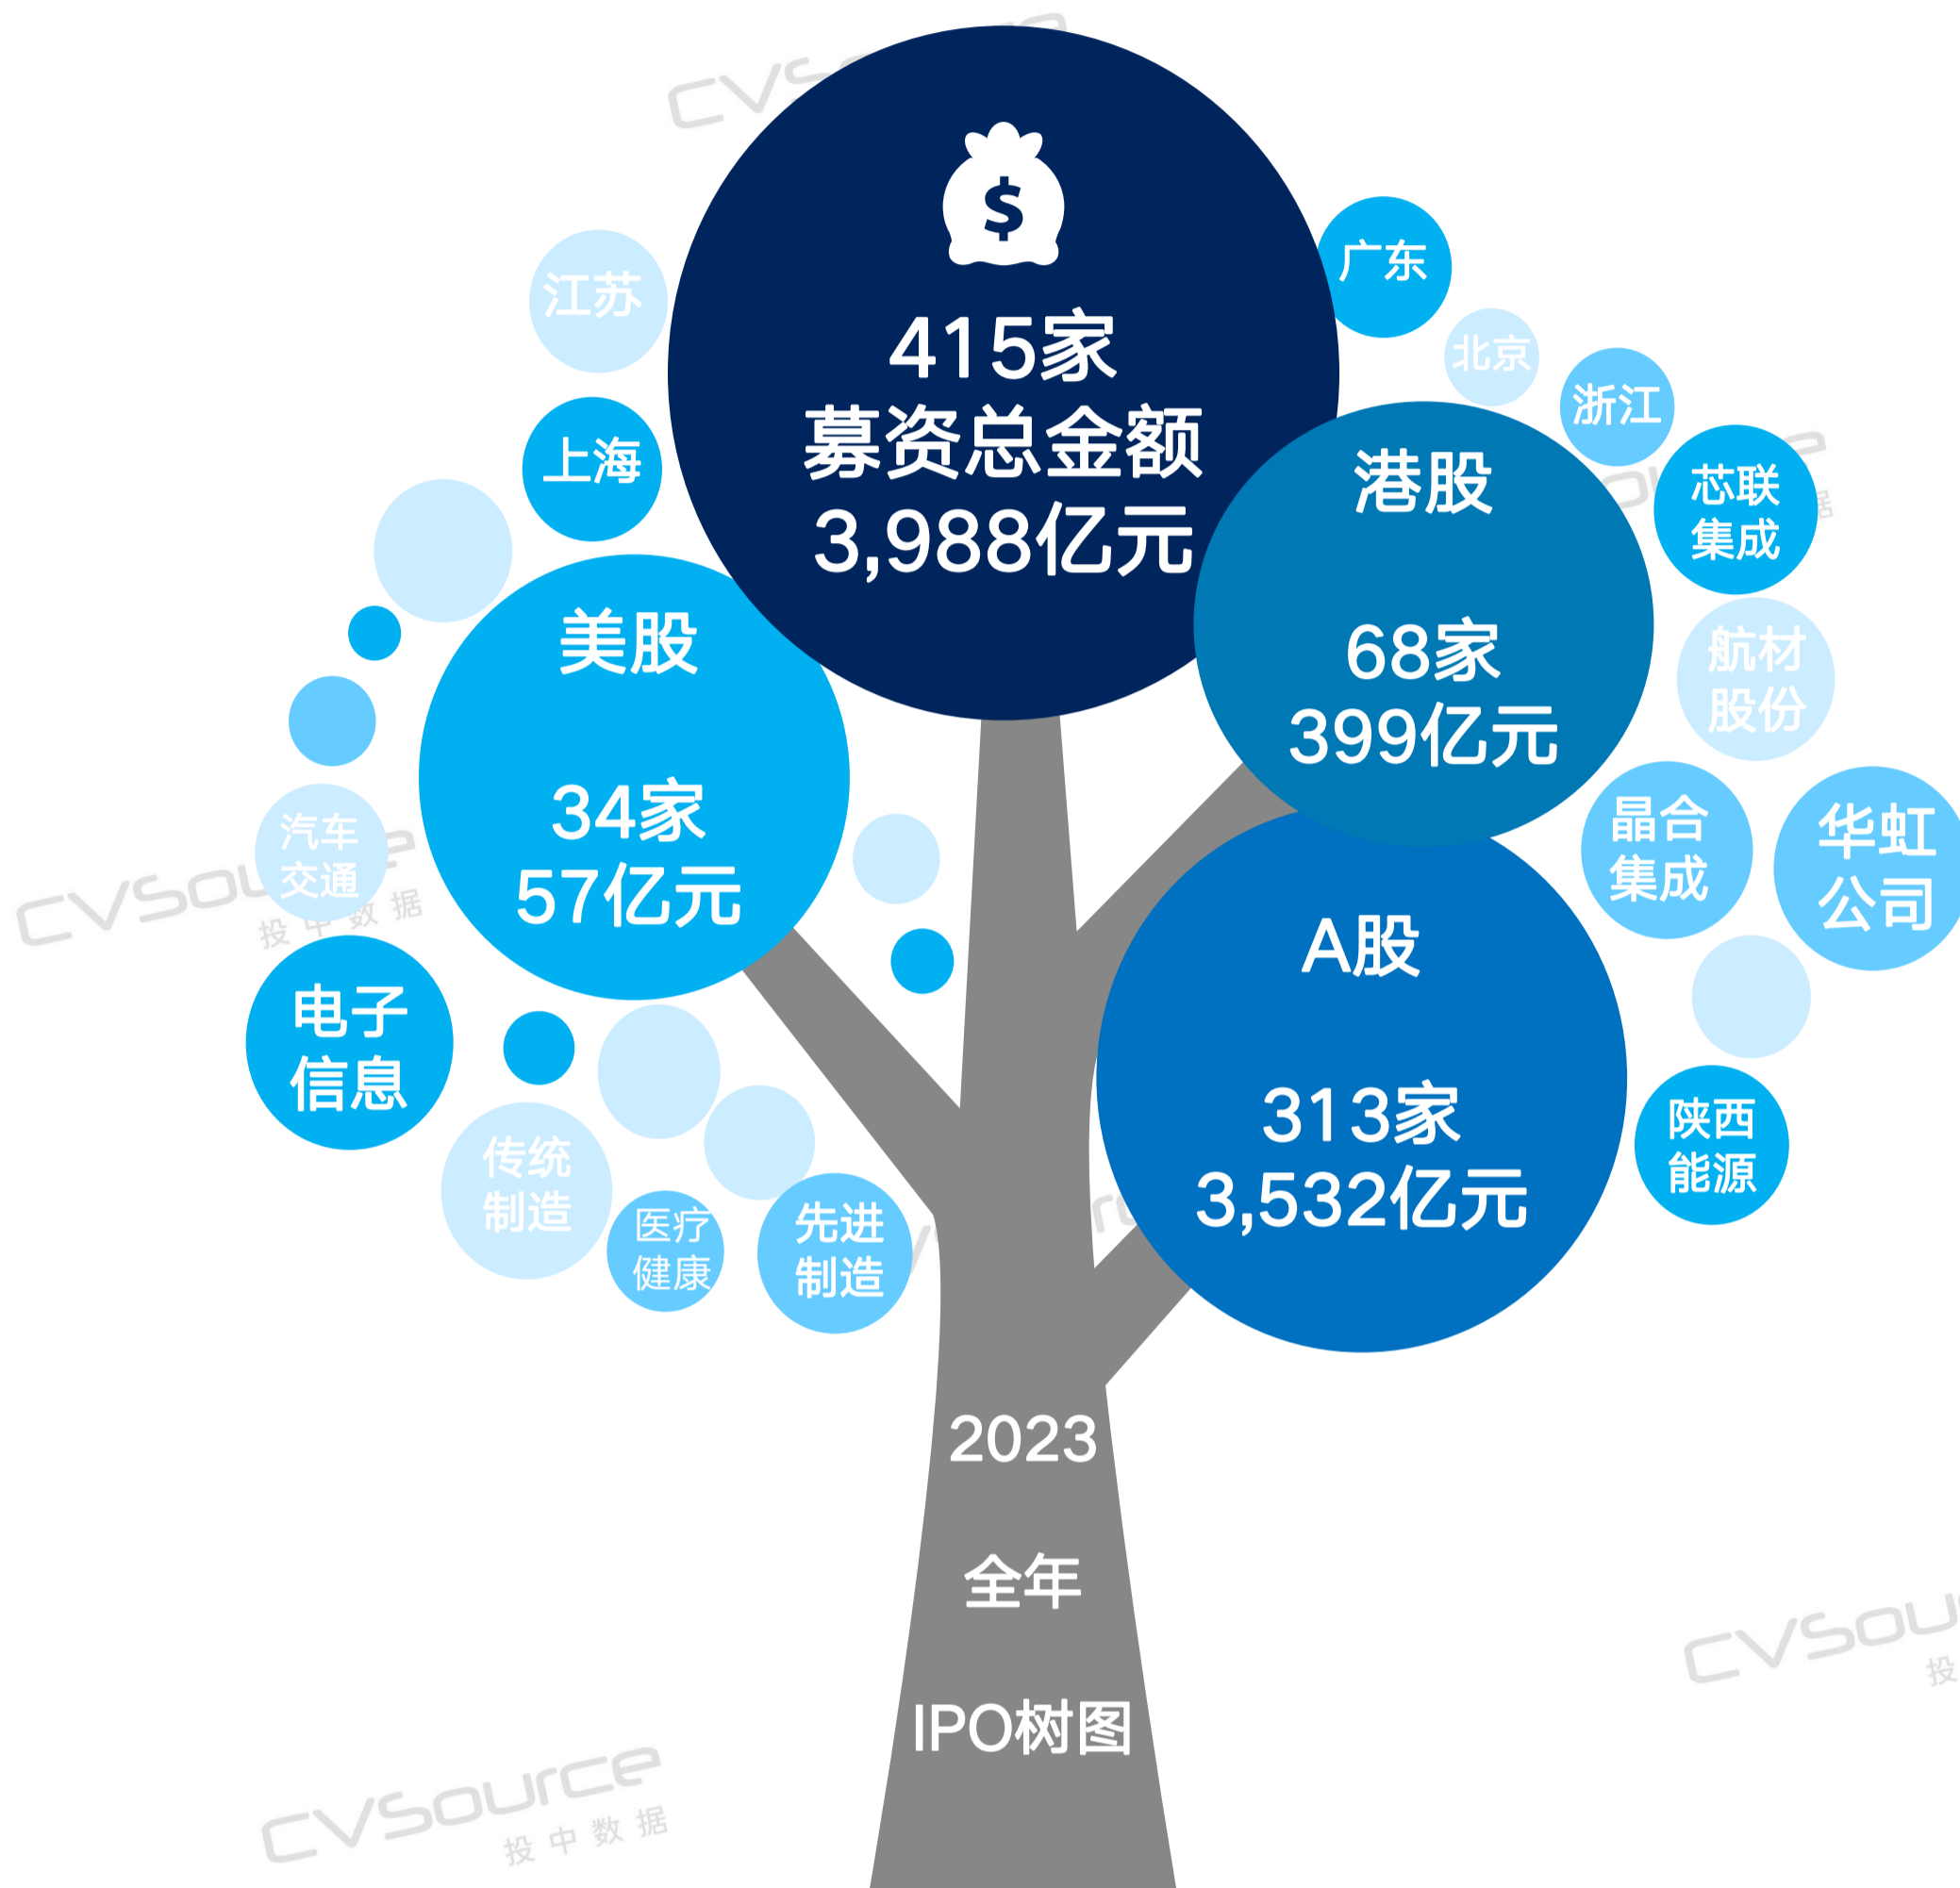 415家
募资总金额
3,988亿元
江苏
上海
广东
北京
浙江
港股
68家
399亿元
芯联
集成
航材
股份
晶合
集成
华虹
公司
陕西
能源
美股
34家
57亿元
汽车
交通
电子
信息
传统
制造
医疗
健康
先进
制造
A股
313家
3,532亿元
2023
全年
IPO树图
CVSource
投中数据
CVSource
投中数据